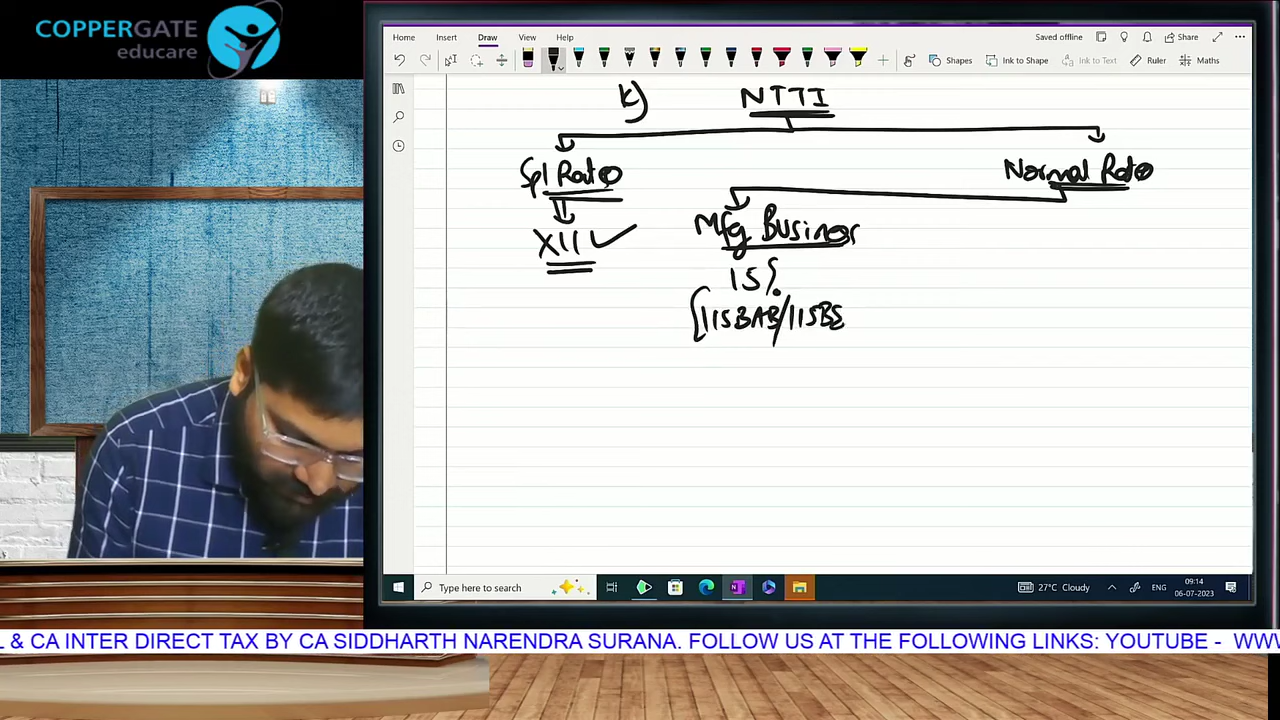 COPPERGATE
educare
Home Insert Draw View Help
Saved offline
Share
Shapes
Ink to Shape
Ink to Text
Ruler
Maths
k) NTTI
Spl Rate
Normal Rate
XII ✓
Mfg Business
15%
[115BAB/115BE
Type here to search
27°C Cloudy
ENG
09:14
06-07-2023
L & CA INTER DIRECT TAX BY CA SIDDHARTH NARENDRA SURANA. FOLLOW US AT THE FOLLOWING LINKS: YOUTUBE - WWW